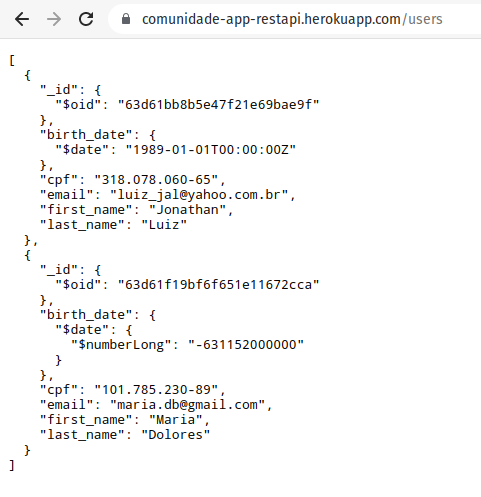 comunidade-app-restapi.herokuapp.com/users
[
  {
    "_id": {
      "$oid": "63d61bb8b5e47f21e69bae9f"
    },
    "birth_date": {
      "$date": "1989-01-01T00:00:00Z"
    },
    "cpf": "318.078.060-65",
    "email": "luiz_jal@yahoo.com.br",
    "first_name": "Jonathan",
    "last_name": "Luiz"
  },
  {
    "_id": {
      "$oid": "63d61f19bf6f651e11672cca"
    },
    "birth_date": {
      "$date": {
        "$numberLong": "-631152000000"
      }
    },
    "cpf": "101.785.230-89",
    "email": "maria.db@gmail.com",
    "first_name": "Maria",
    "last_name": "Dolores"
  }
]